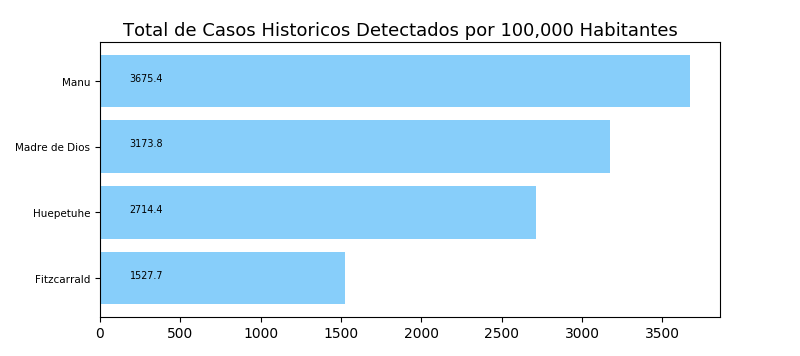 Total de Casos Historicos Detectados por 100,000 Habitantes
Manu 3675.4
Madre de Dios 3173.8
Huepetuhe 2714.4
Fitzcarrald 1527.7
0 500 1000 1500 2000 2500 3000 3500